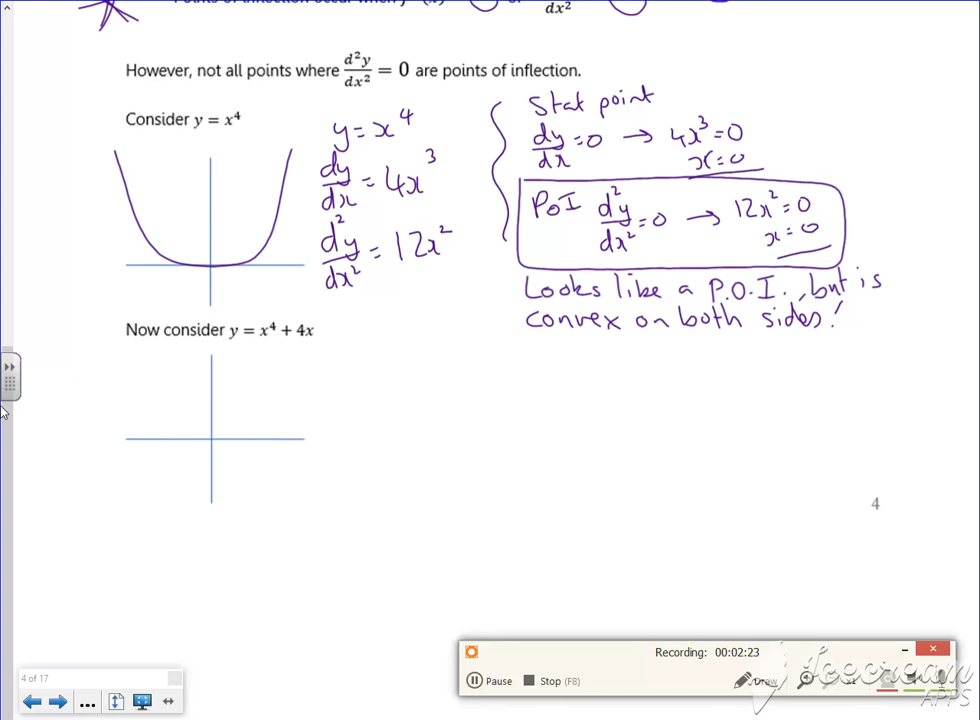 dx²
However, not all points where d²y/dx² = 0 are points of inflection.
Consider y = x⁴
y = x⁴
dy/dx = 4x³
d²y/dx² = 12x²
Stat point
dy/dx = 0 → 4x³ = 0
x = 0
PoI d²y/dx² = 0 → 12x² = 0
x = 0
Looks like a P.O.I., but is
convex on both sides!
Now consider y = x⁴ + 4x
4
4 of 17
...
Recording: 00:02:23
Pause
Stop (F8)
Draw
Icecream
APPS